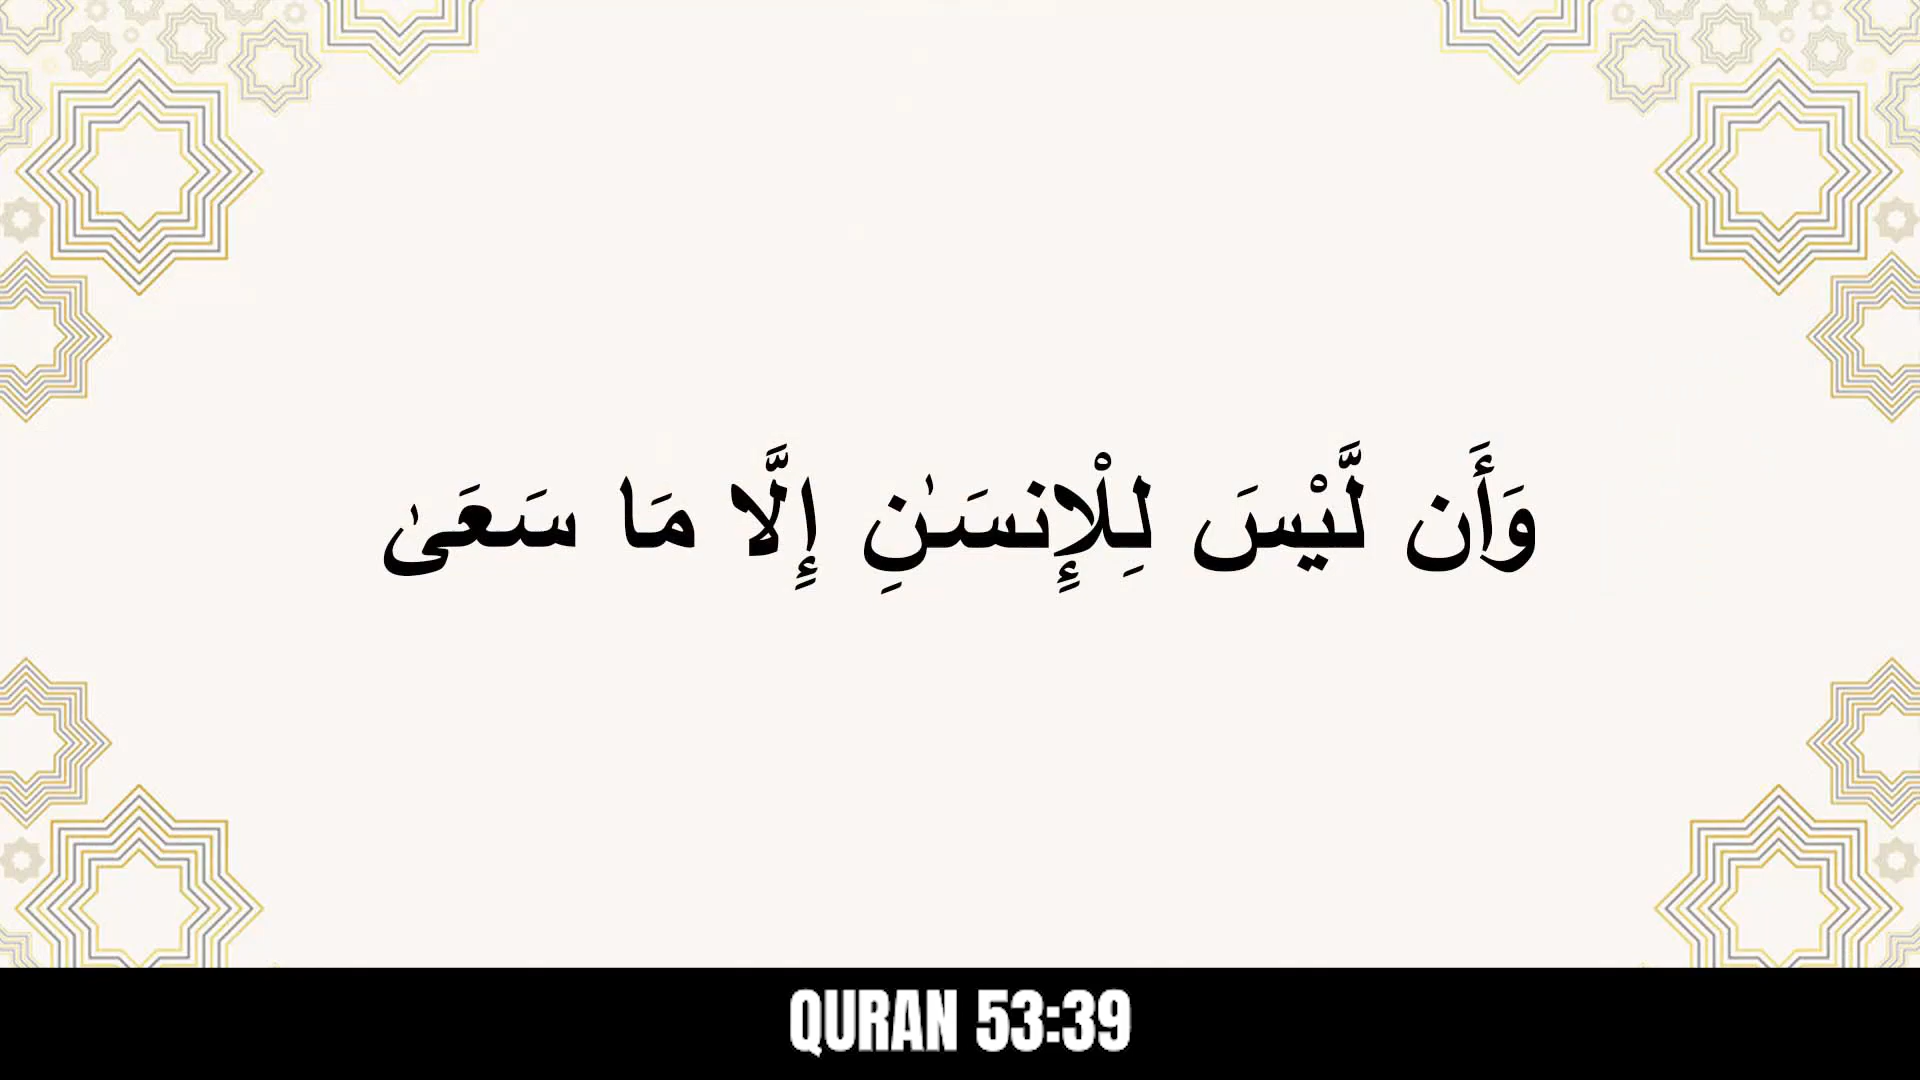 وَأَن لَّيْسَ لِلْإِنسَـٰنِ إِلَّا مَا سَعَىٰ
QURAN 53:39